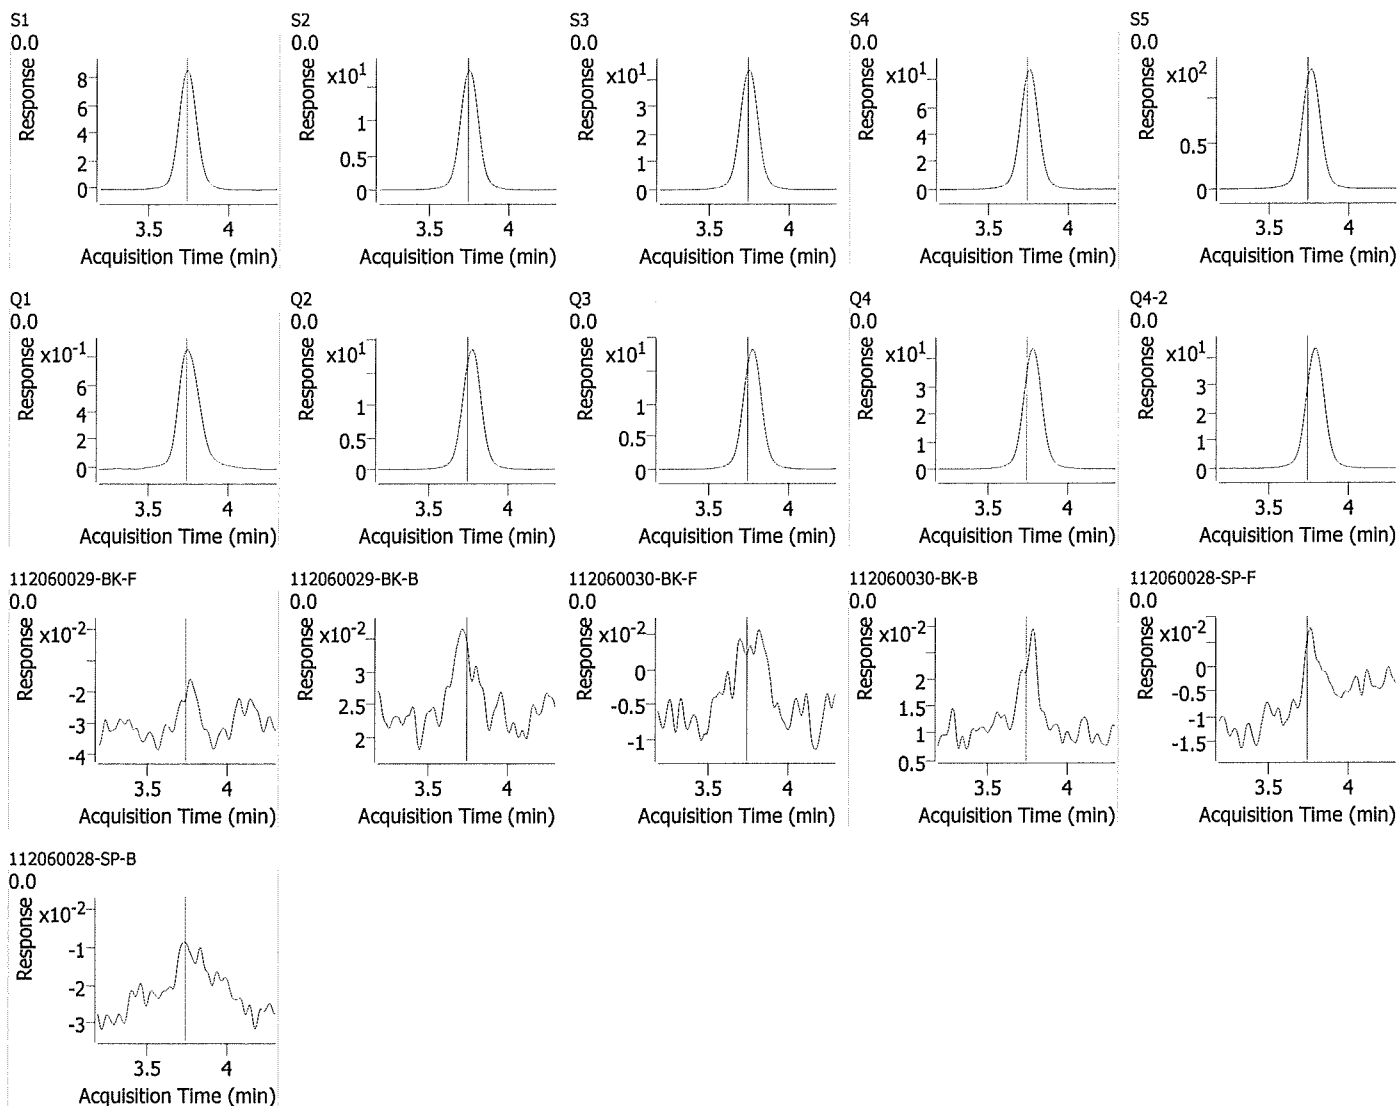 S1
0.0
Response
8
6
4
2
0
3.5 4
Acquisition Time (min)
S2
0.0
Response
x10¹
1
0.5
0
3.5 4
Acquisition Time (min)
S3
0.0
Response
x10¹
3
2
1
0
3.5 4
Acquisition Time (min)
S4
0.0
Response
x10¹
6
4
2
0
3.5 4
Acquisition Time (min)
S5
0.0
Response
x10²
0.5
0
3.5 4
Acquisition Time (min)
Q1
0.0
Response
x10⁻¹
6
4
2
0
3.5 4
Acquisition Time (min)
Q2
0.0
Response
x10¹
1
0.5
0
3.5 4
Acquisition Time (min)
Q3
0.0
Response
x10¹
1
0.5
0
3.5 4
Acquisition Time (min)
Q4
0.0
Response
x10¹
3
2
1
0
3.5 4
Acquisition Time (min)
Q4-2
0.0
Response
x10¹
3
2
1
0
3.5 4
Acquisition Time (min)
112060029-BK-F
0.0
Response
x10⁻²
-2
-3
-4
3.5 4
Acquisition Time (min)
112060029-BK-B
0.0
Response
x10⁻²
3
2.5
2
3.5 4
Acquisition Time (min)
112060030-BK-F
0.0
Response
x10⁻²
0
-0.5
-1
3.5 4
Acquisition Time (min)
112060030-BK-B
0.0
Response
x10⁻²
2
1.5
1
0.5
3.5 4
Acquisition Time (min)
112060028-SP-F
0.0
Response
x10⁻²
0
-0.5
-1
-1.5
3.5 4
Acquisition Time (min)
112060028-SP-B
0.0
Response
x10⁻²
-1
-2
-3
3.5 4
Acquisition Time (min)